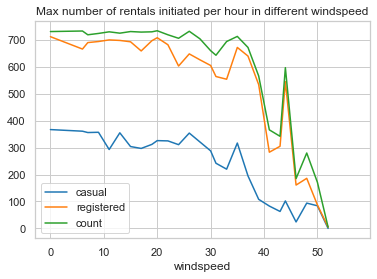 Max number of rentals initiated per hour in different windspeed
700
600
500
400
300
200
100
0
casual
registered
count
0 10 20 30 40 50
windspeed